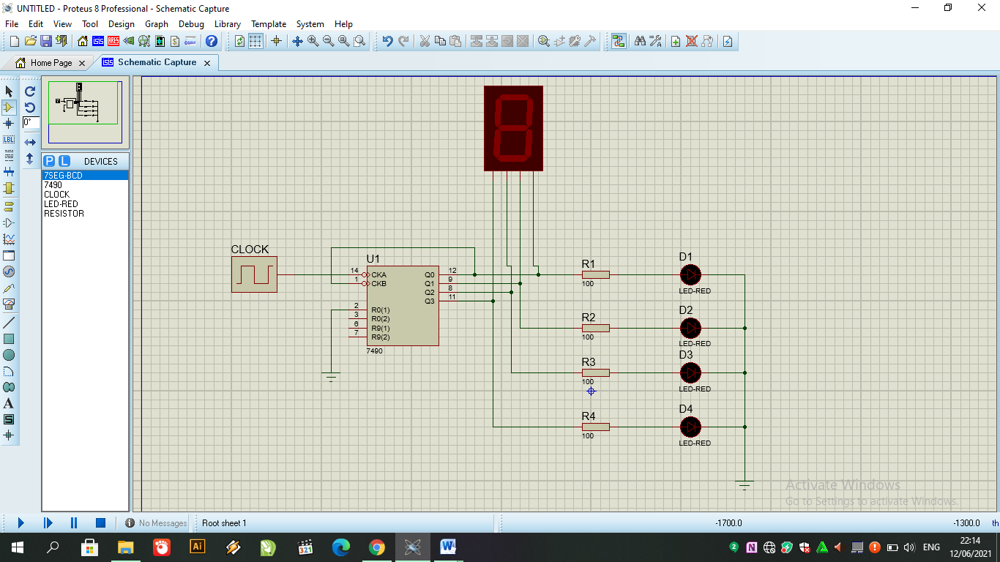 UNTITLED - Proteus 8 Professional - Schematic Capture
File Edit View Tool Design Graph Debug Library Template System Help
Home Page
Schematic Capture
LBL
0°
P L DEVICES
7SEG-BCD
7490
CLOCK
LED-RED
RESISTOR
A
S
CLOCK
U1
14
1
2
3
6
7
CKA
CKB
R0(1)
R0(2)
R9(1)
R9(2)
Q0
Q1
Q2
Q3
12
9
8
11
7490
R1
100
R2
100
R3
100
R4
100
D1
LED-RED
D2
LED-RED
D3
LED-RED
D4
LED-RED
Activate Windows
Go to Settings to activate Windows.
No Messages
Root sheet 1
-1700.0
-1300.0
th
Ai
321
W
2
N
ENG
22:14
12/06/2021